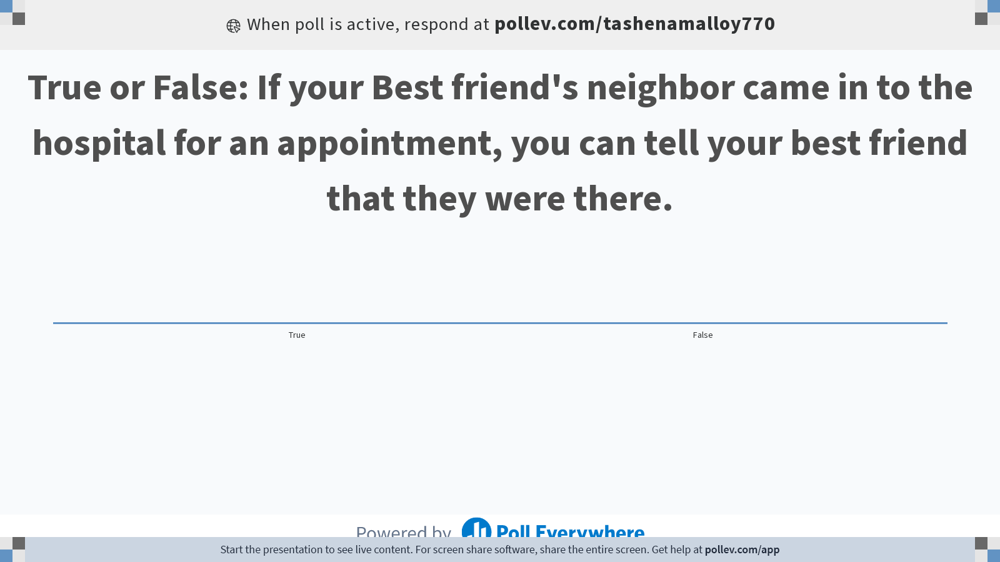 When poll is active, respond at pollev.com/tashenamalloy770
True or False: If your Best friend's neighbor came in to the
hospital for an appointment, you can tell your best friend
that they were there.
True False
Powered by Poll Everywhere
Start the presentation to see live content. For screen share software, share the entire screen. Get help at pollev.com/app